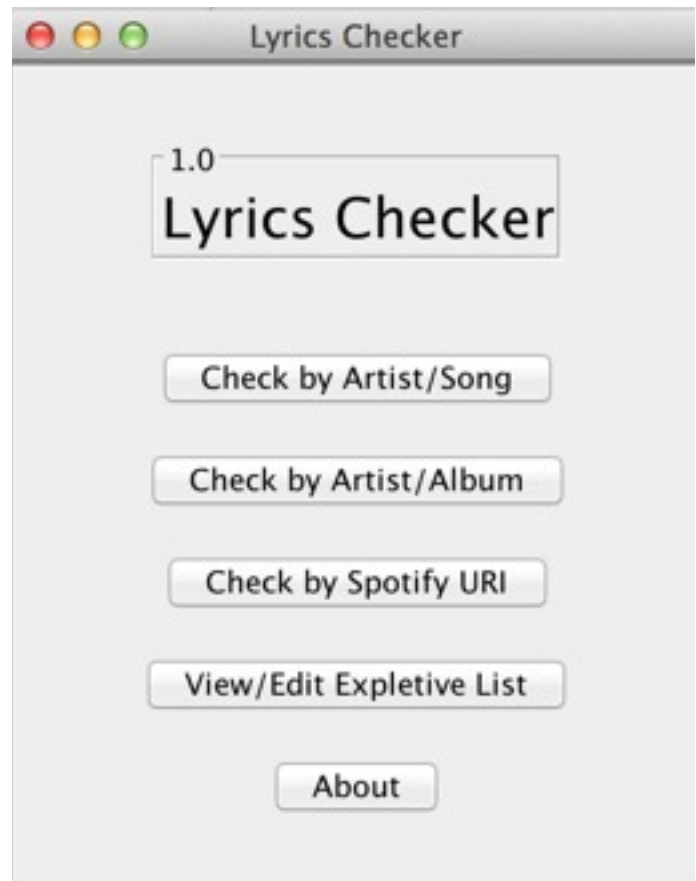 Lyrics Checker
1.0
Lyrics Checker
Check by Artist/Song
Check by Artist/Album
Check by Spotify URI
View/Edit Expletive List
About